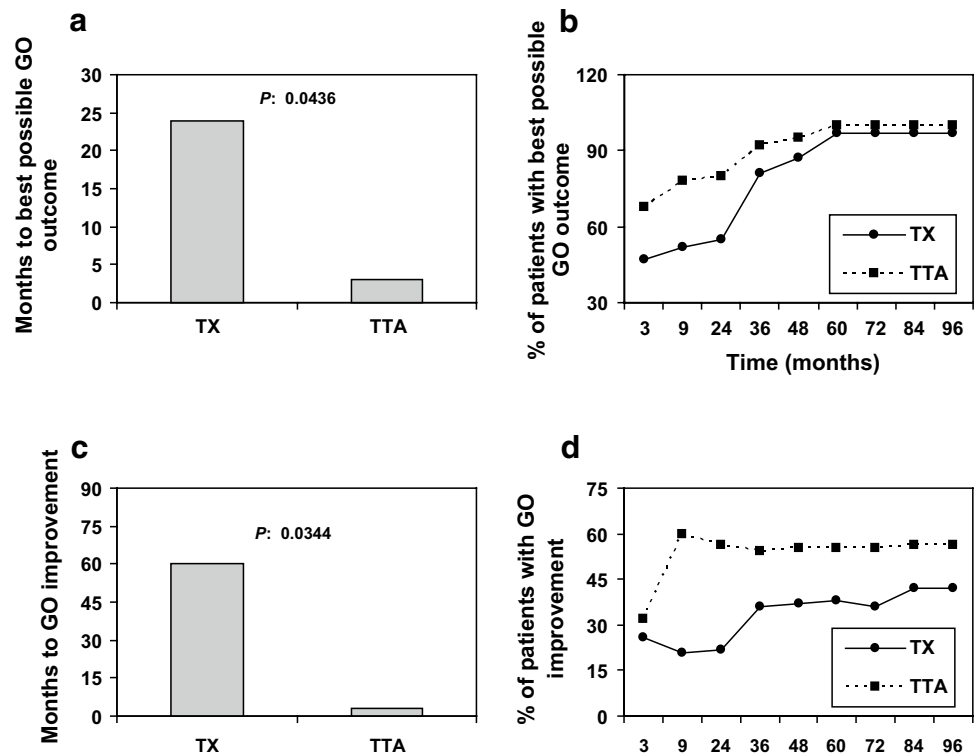 a
Months to best possible GO
outcome
30
25
20
15
10
5
0
P: 0.0436
TX TTA
b
% of patients with best possible
GO outcome
120
90
60
30
TX
TTA
3 9 24 36 48 60 72 84 96
Time (months)
c
Months to GO improvement
90
75
60
45
30
15
0
P: 0.0344
TX TTA
d
% of patients with GO
improvement
75
60
45
30
15
0
TX
TTA
3 9 24 36 48 60 72 84 96